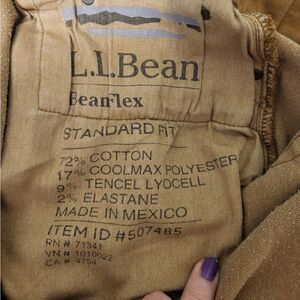 L.L.Bean
BeanFlex
STANDARD FIT
72% COTTON
17% COOLMAX POLYESTER
9% TENCEL LYOCELL
2% ELASTANE
MADE IN MEXICO
ITEM ID #507485
RN # 71341
VN # 1010022
CA # 4754